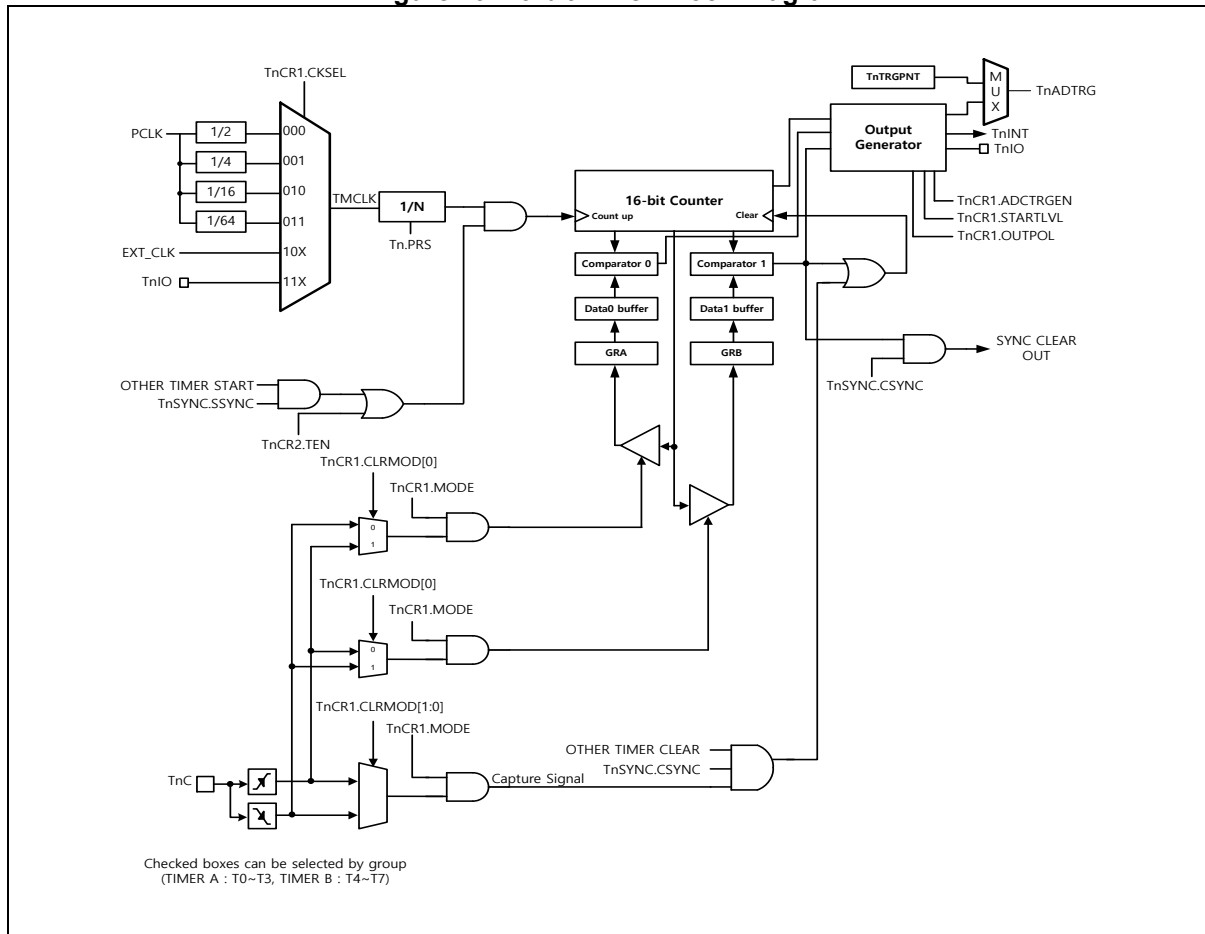 TnCR1.CKSEL
PCLK
1/2
000
1/4
001
1/16
010
1/64
011
EXT_CLK
10X
TnIO
11X
TMCLK
1/N
Tn.PRS
16-bit Counter
Count up
Clear
Comparator 0
Comparator 1
Data0 buffer
Data1 buffer
GRA
GRB
TnTRGPNT
MUX
TnADTRG
Output
Generator
TnINT
TnIO
TnCR1.ADCTRGEN
TnCR1.STARTLVL
TnCR1.OUTPOL
SYNC CLEAR
OUT
TnSYNC.CSYNC
OTHER TIMER START
TnSYNC.SSYNC
TnCR2.TEN
TnCR1.CLRMOD[0]
TnCR1.MODE
0
1
TnCR1.CLRMOD[0]
TnCR1.MODE
0
1
TnCR1.CLRMOD[1:0]
TnCR1.MODE
TnC
Capture Signal
OTHER TIMER CLEAR
TnSYNC.CSYNC
Checked boxes can be selected by group
(TIMER A : T0~T3, TIMER B : T4~T7)